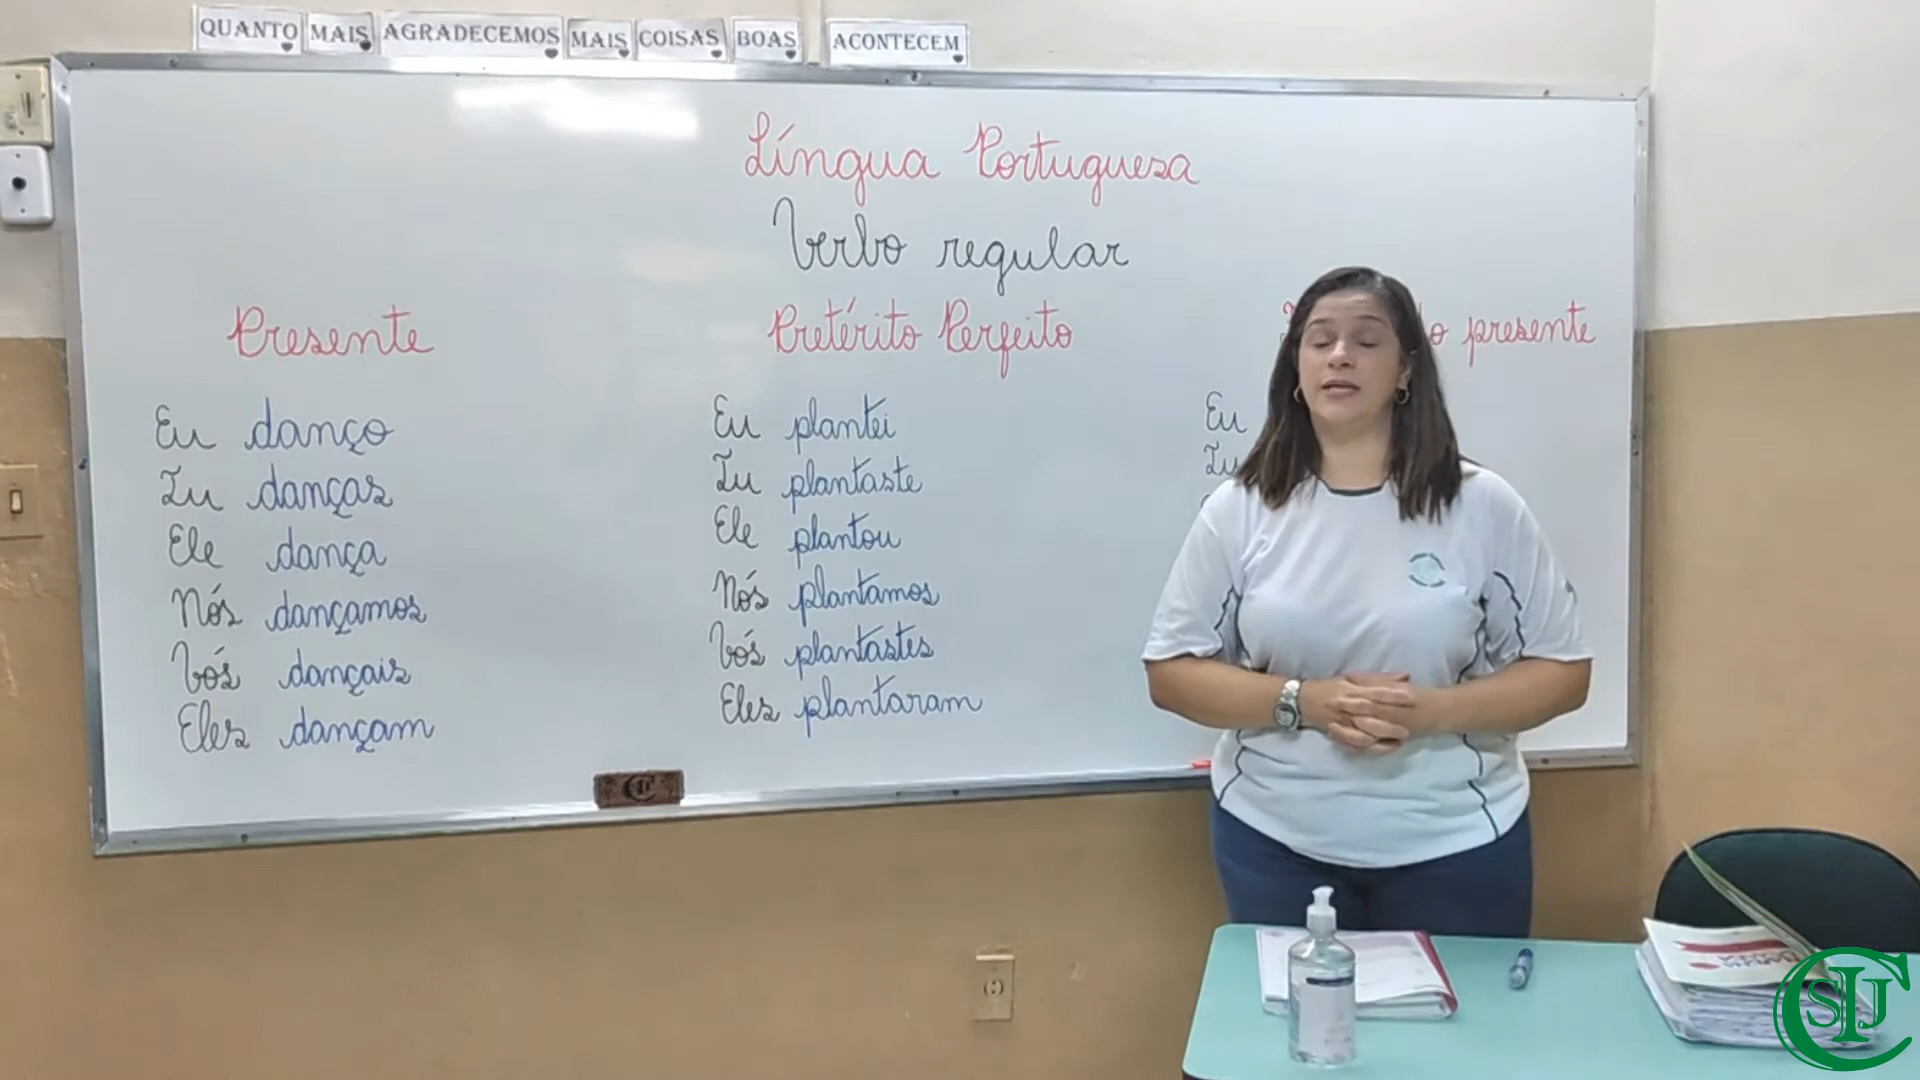 QUANTO MAIS AGRADECEMOS MAIS COISAS BOAS ACONTECEM
Língua Portuguesa
Verbo regular
Presente
Eu danço
Tu danças
Ele dança
Nós dançamos
Vós dançais
Eles dançam
Pretérito Perfeito
Eu plantei
Tu plantaste
Ele plantou
Nós plantamos
Vós plantastes
Eles plantaram
presente
Eu
Tu
CSIJ